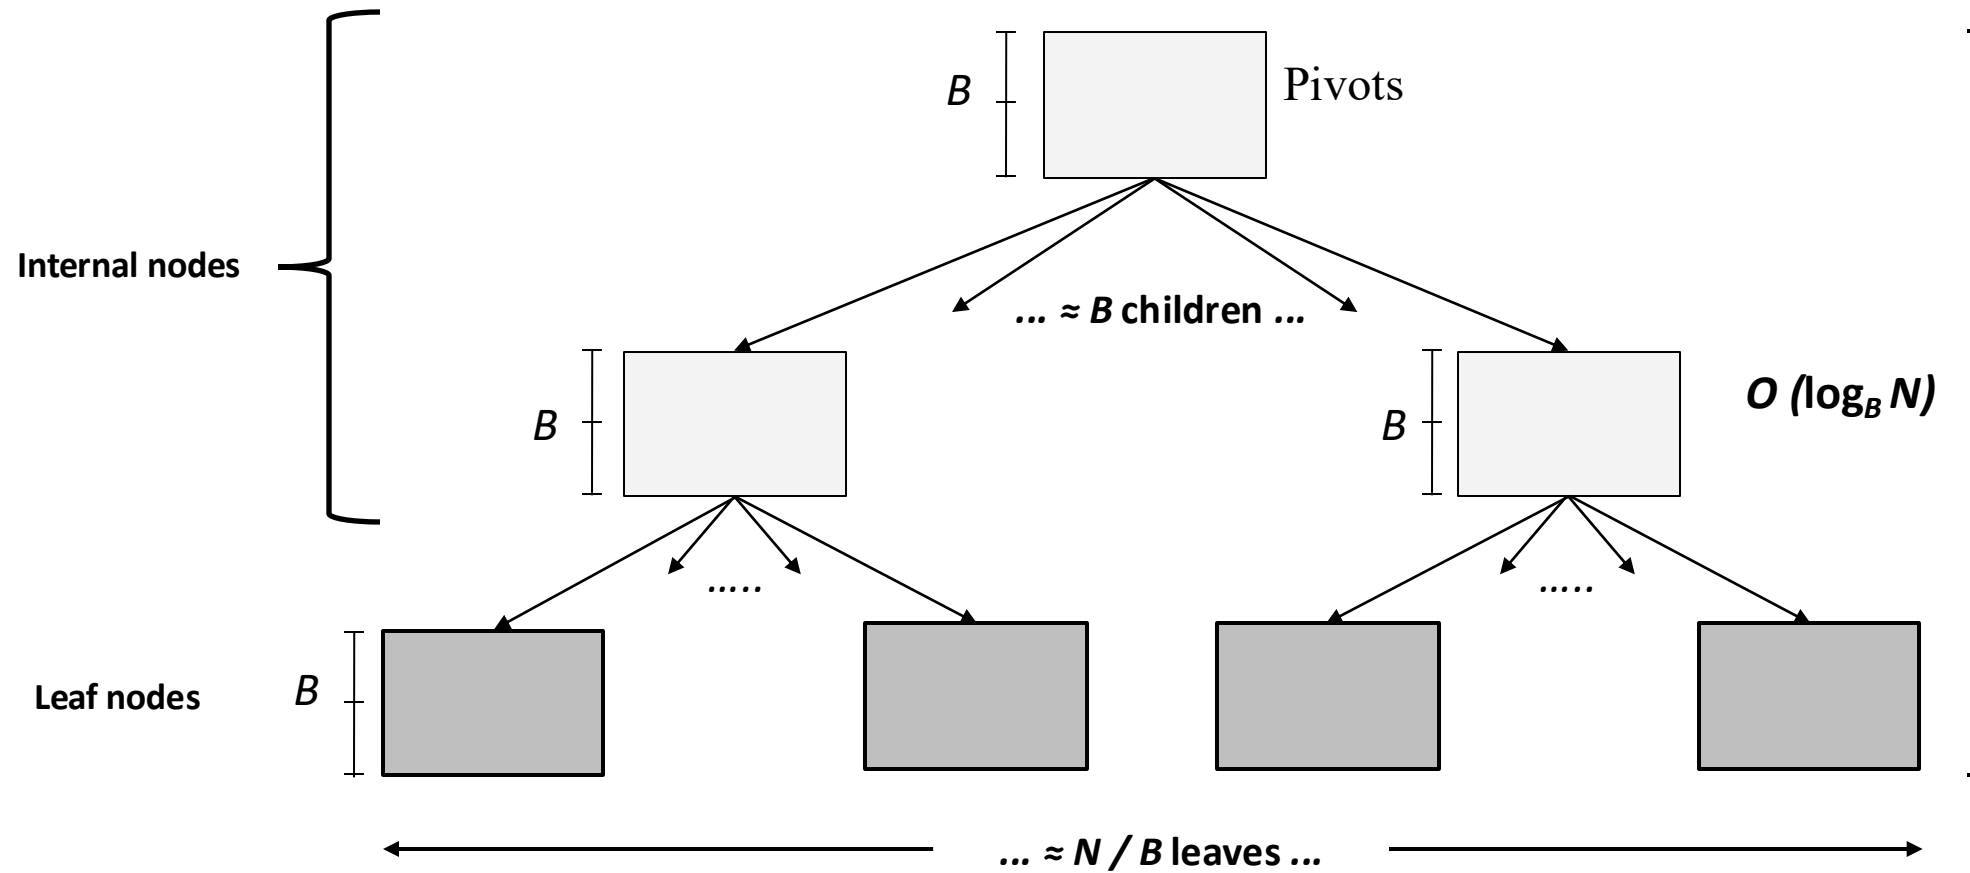 B
Pivots
Internal nodes
... ≈ B children ...
B
B
O (log_B N)
.....
.....
Leaf nodes
B
... ≈ N / B leaves ...